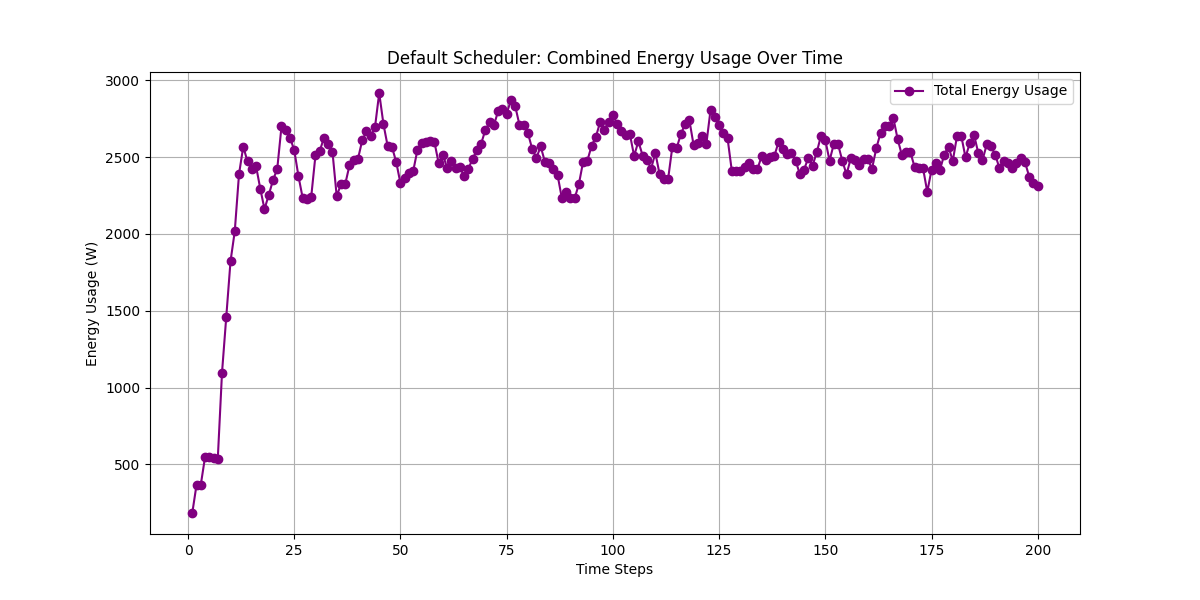 Default Scheduler: Combined Energy Usage Over Time
Total Energy Usage
Energy Usage (W)
3000
2500
2000
1500
1000
500
0 25 50 75 100 125 150 175 200
Time Steps